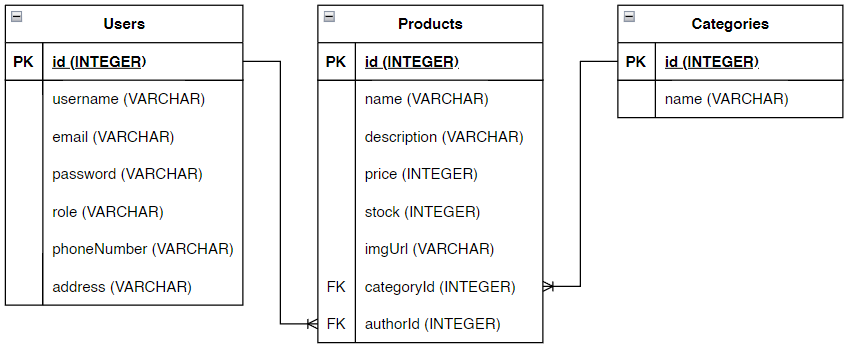 Users
PK id (INTEGER)
username (VARCHAR)
email (VARCHAR)
password (VARCHAR)
role (VARCHAR)
phoneNumber (VARCHAR)
address (VARCHAR)
Products
PK id (INTEGER)
name (VARCHAR)
description (VARCHAR)
price (INTEGER)
stock (INTEGER)
imgUrl (VARCHAR)
FK categoryId (INTEGER)
FK authorId (INTEGER)
Categories
PK id (INTEGER)
name (VARCHAR)